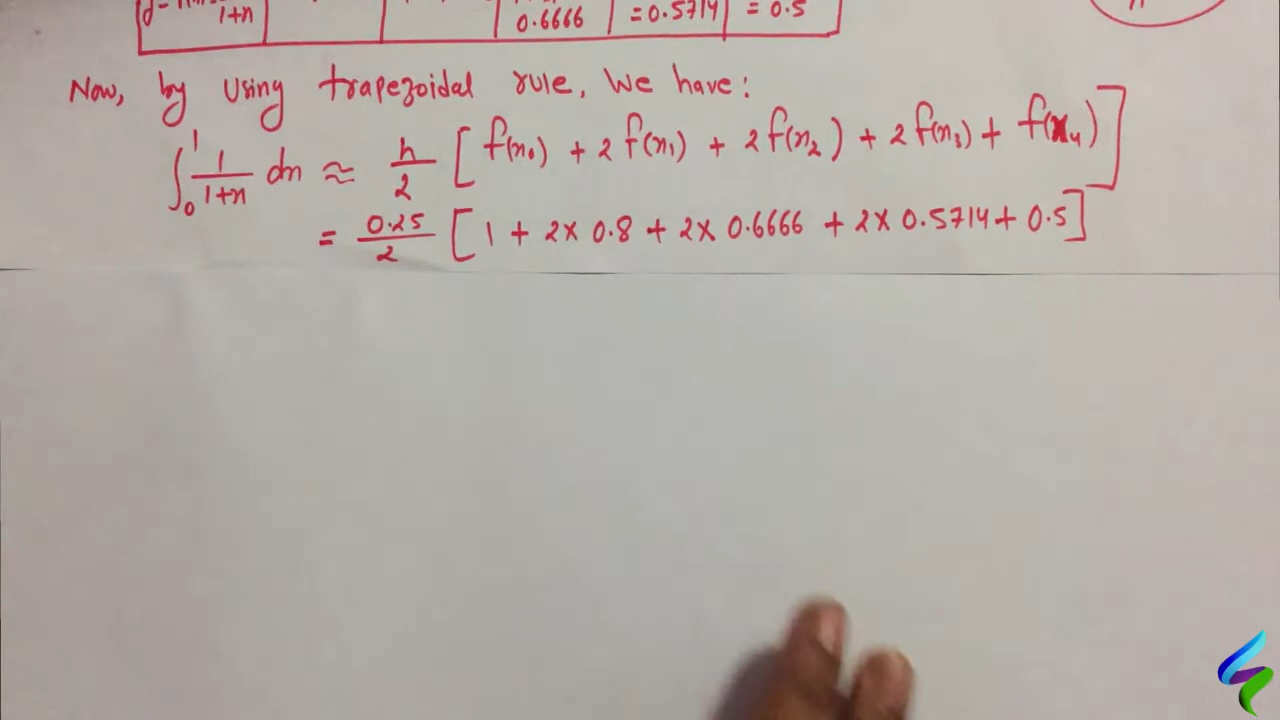 1+x
0.6666 = 0.5714 = 0.5
Now, by using trapezoidal rule, we have:
∫₀¹ 1/(1+x) dx ≈ h/2 [f(x₀) + 2f(x₁) + 2f(x₂) + 2f(x₃) + f(x₄)]
= 0.25/2 [1 + 2×0.8 + 2×0.6666 + 2×0.5714 + 0.5]